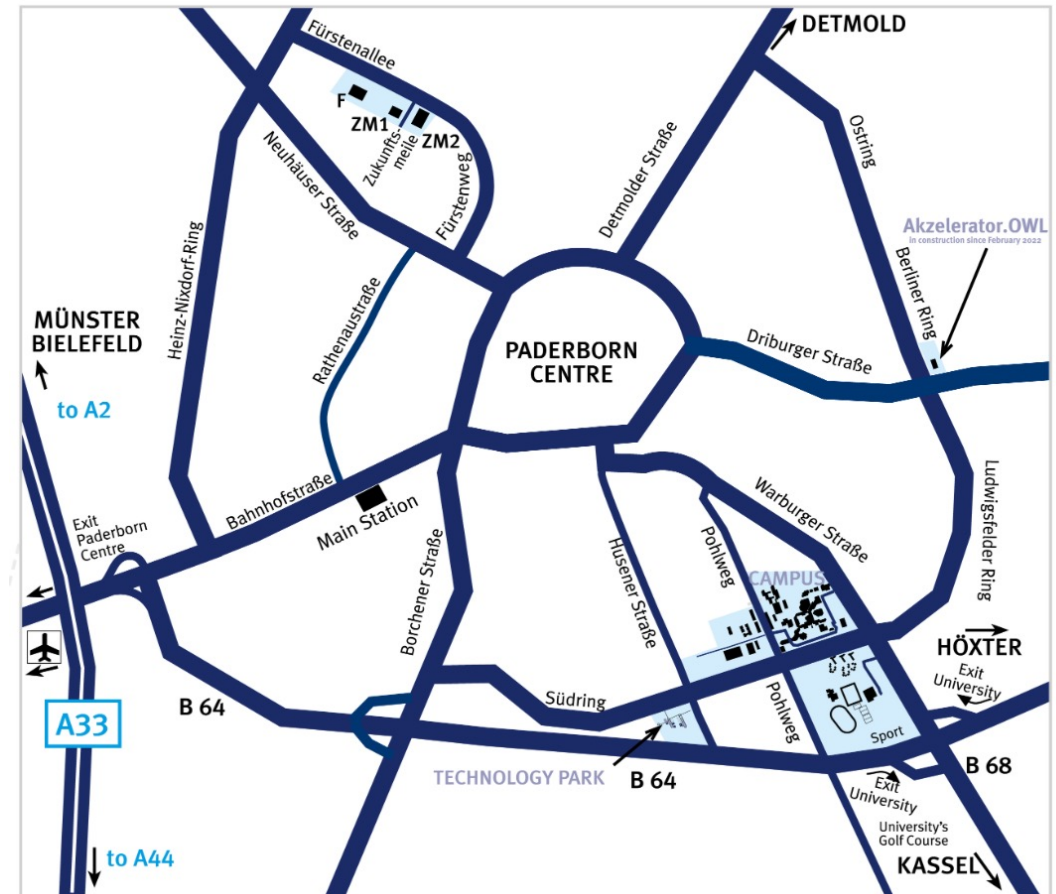 DETMOLD
Fürstenallee
F
ZM1
ZM2
Zukunfts-
meile
Fürstenweg
Neuhäuser Straße
Detmolder Straße
Ostring
Akzelerator.OWL
in construction since February 2022
Berliner Ring
Heinz-Nixdorf-Ring
Rathenaustraße
MÜNSTER
BIELEFELD
to A2
PADERBORN
CENTRE
Driburger Straße
Exit
Paderborn
Centre
Bahnhofstraße
Main Station
Borchener Straße
Husener Straße
Pohlweg
Warburger Straße
Ludwigsfelder Ring
CAMPUS
HÖXTER
Exit
University
B 64
Südring
Pohlweg
Sport
A33
TECHNOLOGY PARK
B 64
B 68
Exit
University
University's
Golf Course
KASSEL
to A44